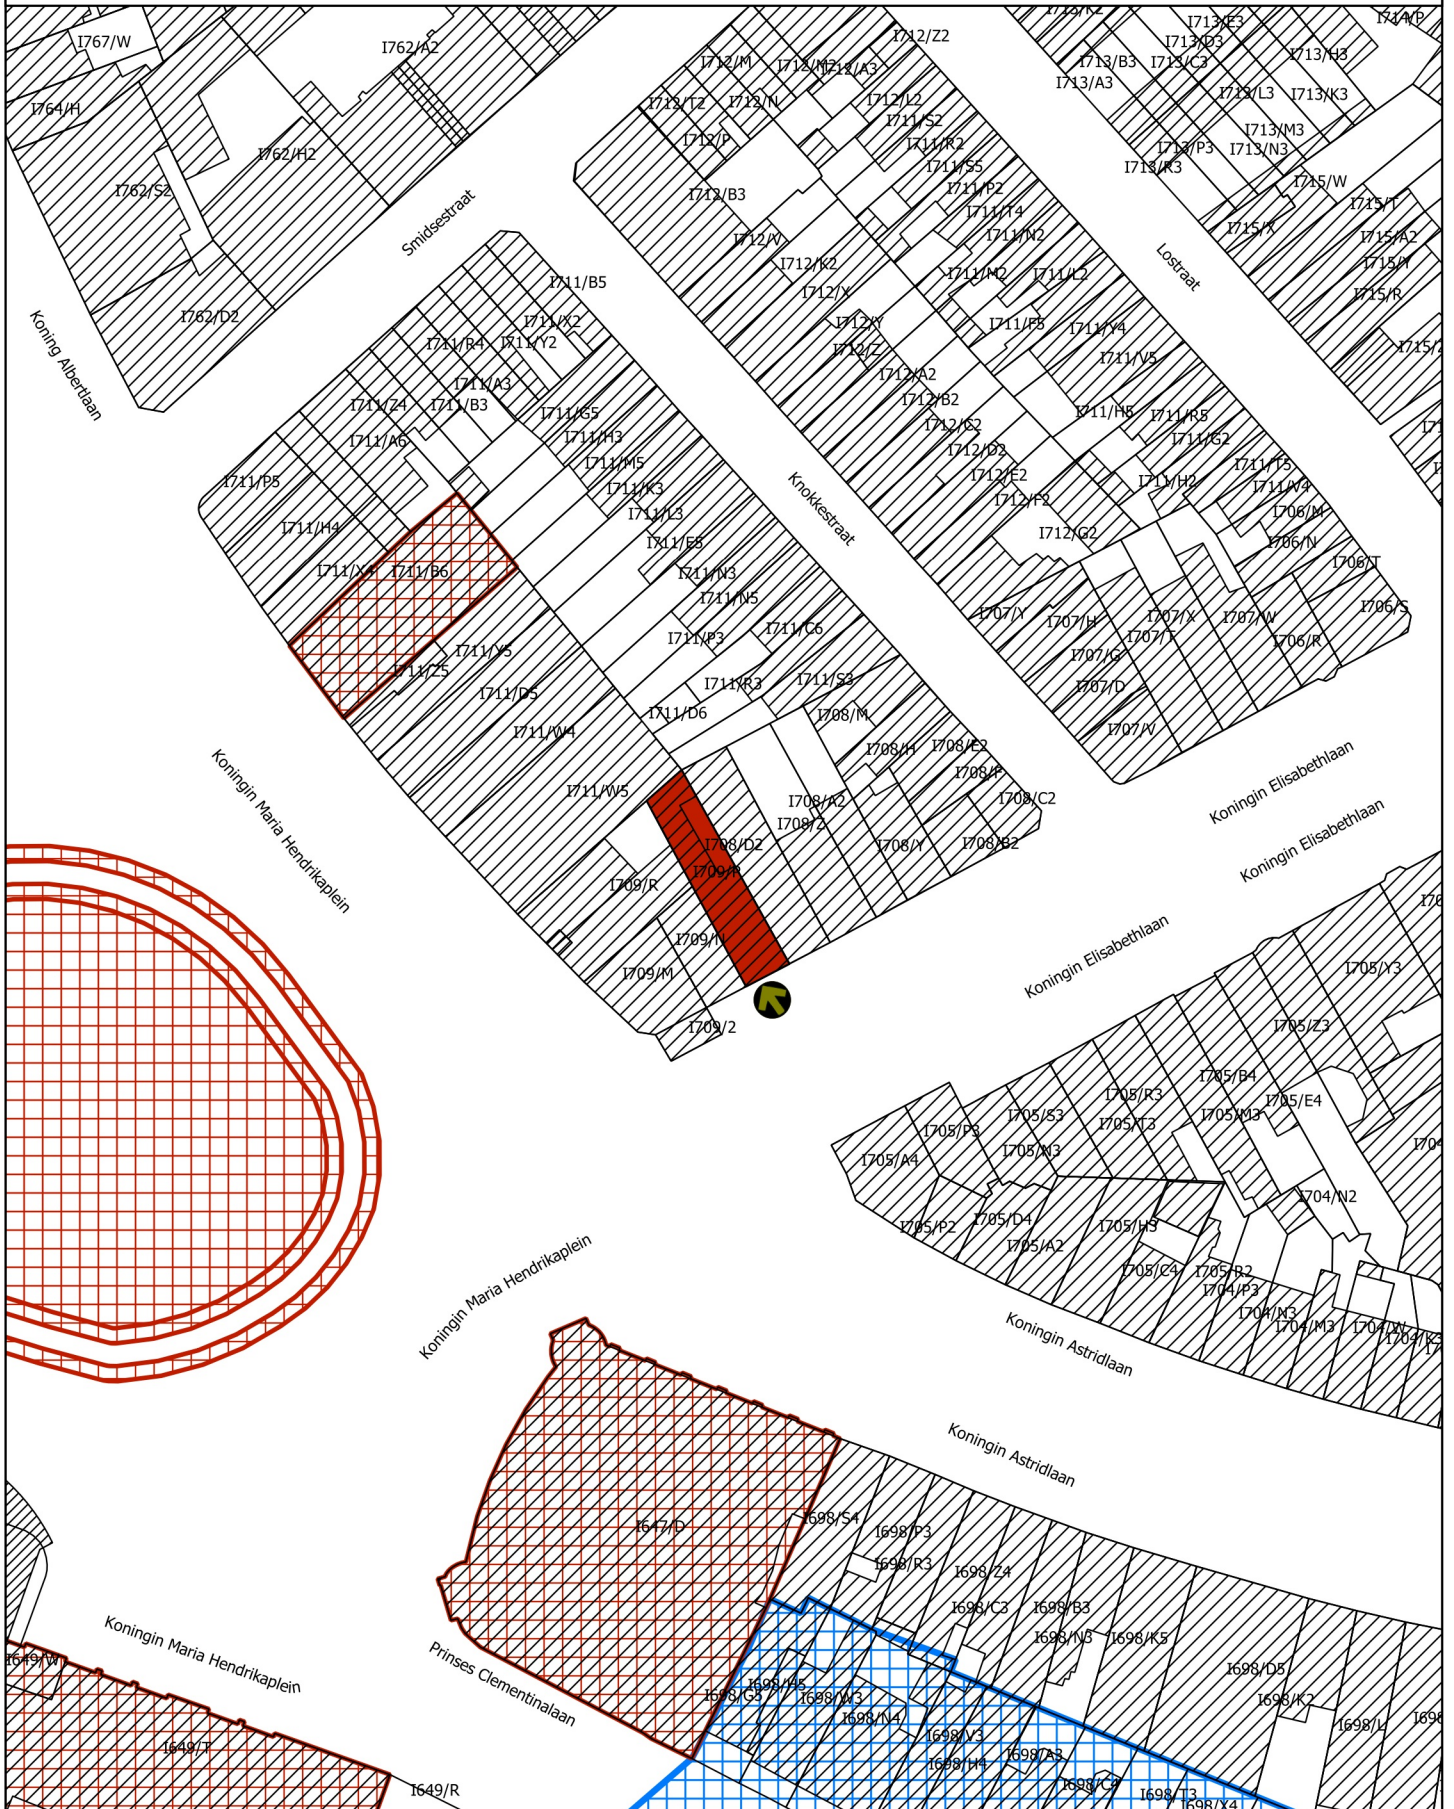 I767/W
I762/A2
I764/H
I762/H2
I762/S2
I762/D2
Smidsestraat
Koning Albertlaan
I712/Z2
I712/M
I712/A3
I712/T2
I712/N
I712/L2
I711/S2
I712/P
I711/R2
I711/S5
I712/B3
I711/P2
I711/T4
I712/V
I711/N2
I712/K2
I711/M2
I711/L2
I712/X
I712/Y
I711/F5
I711/Y4
I712/Z
I711/V5
I712/A2
I712/B2
I712/C2
I711/H5
I711/R5
I711/G2
I712/D2
I711/T5
I712/E2
I711/H2
I711/V4
I712/F2
I706/M
I712/G2
I706/N
I706/T
I706/S
I706/R
I713/E3
I714/P
I713/D3
I713/H3
I713/B3
I713/C3
I713/A3
I713/L3
I713/K3
I713/M3
I713/P3
I713/N3
I713/R3
I715/W
I715/T
I715/X
I715/A2
I715/Y
I715/R
Lostraat
I711/B5
I711/X2
I711/R4
I711/Y2
I711/A3
I711/Z4
I711/B3
I711/G5
I711/A6
I711/H3
I711/M5
I711/P5
I711/K3
I711/L3
I711/H4
I711/E5
I711/X4
I711/B6
I711/N3
I711/N5
I711/P3
I711/C6
I711/Y5
I711/Z5
I711/D5
I711/R3
I711/S3
I711/D6
I711/W4
I711/W5
Knokkestraat
I707/Y
I707/H
I707/X
I707/W
I707/T
I707/G
I707/D
I707/V
I708/M
I708/H
I708/E2
I708/F
I708/A2
I708/C2
I708/Z
I708/D2
I708/Y
I708/B2
I709/P
I709/R
I709/M
I709/2
Koningin Maria Hendrikaplein
Koningin Elisabethlaan
Koningin Elisabethlaan
Koningin Elisabethlaan
I705/Y3
I705/Z3
I705/B4
I705/E4
I705/R3
I705/S3
I705/M3
I705/T3
I705/P3
I705/N3
I705/A4
I704/N2
I705/D4
I705/P2
I705/H3
I705/A2
I705/C4
I705/R2
I704/P3
I704/N3
I704/M3
I704/W
I704/K3
Koningin Maria Hendrikaplein
Koningin Astridlaan
Koningin Astridlaan
I647/D
I698/S4
I698/P3
I698/R3
I698/Z4
I698/C3
I698/B3
I698/N3
I698/K5
I698/D5
I698/H5
I698/G5
I698/W3
I698/K2
I698/N4
I698/L
I698/V3
I698/A3
I698/H4
I698/C4
I698/T3
I698/X4
Koningin Maria Hendrikaplein
Prinses Clementinalaan
I649/W
I649/T
I649/R